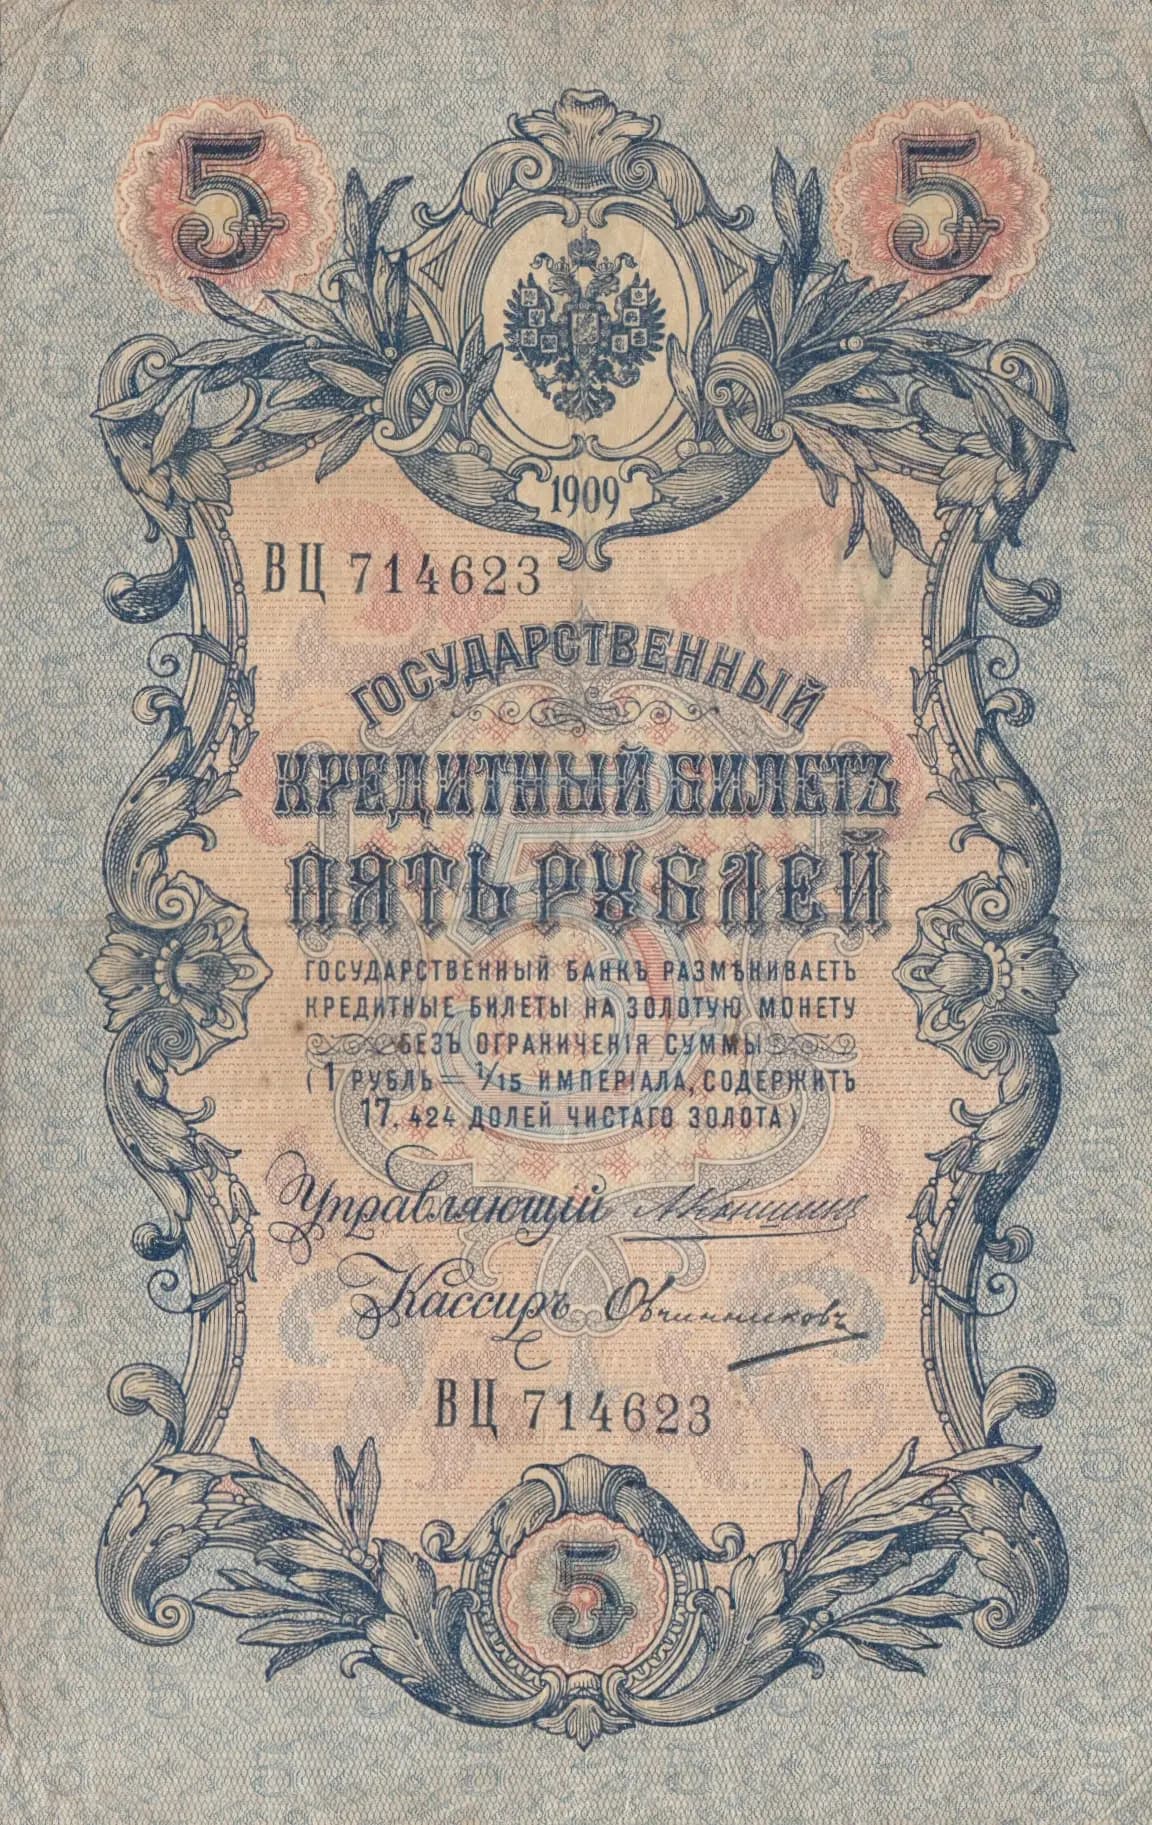 5 5
1909
ВЦ 714623
ГОСУДАРСТВЕННЫЙ
КРЕДИТНЫЙ БИЛЕТЪ
ПЯТЬ РУБЛЕЙ
ГОСУДАРСТВЕННЫЙ БАНКЪ РАЗМѢНИВАЕТЪ
КРЕДИТНЫЕ БИЛЕТЫ НА ЗОЛОТУЮ МОНЕТУ
БЕЗЪ ОГРАНИЧЕНІЯ СУММЫ
(1 РУБЛЬ = 1/15 ИМПЕРІАЛА, СОДЕРЖИТЪ
17,424 ДОЛЕЙ ЧИСТАГО ЗОЛОТА)
Управляющій АКоншинъ
Кассиръ Овчинниковъ
ВЦ 714623
5